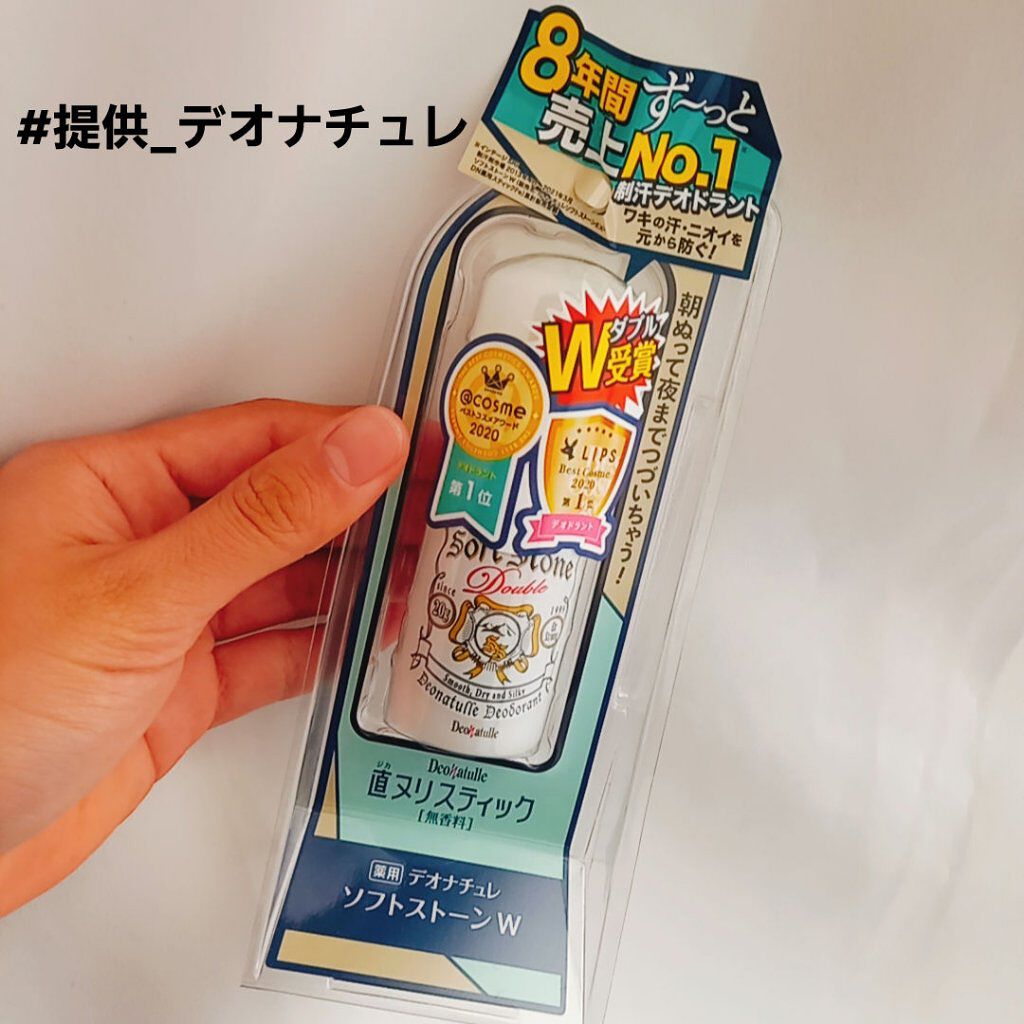 #提供_デオナチュレ
8年間
ず〜っと
売上No.1
制汗デオドラント
ワキの汗・ニオイを
元から防ぐ!
朝ぬって夜までつづいちゃう!
Wダブル
受賞
@cosme
ベストコスメアワード
2020
デオドラント
第1位
LIPS
Best Cosme
2020
第1位
デオドラント
Soft Stone
Double
since
1999
Smooth, Dry and Silky
Deonatulle Deodorant
Deonatulle
Deonatulle
ジカ
直ヌリスティック
[無香料]
薬用 デオナチュレ
ソフトストーンW